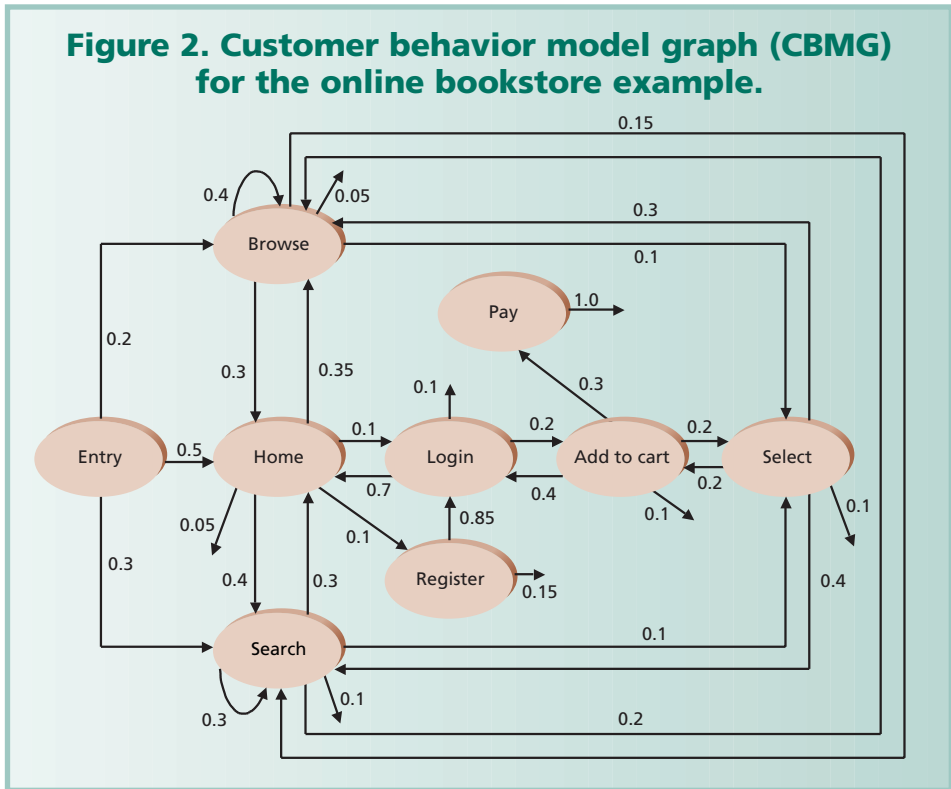 Figure 2. Customer behavior model graph (CBMG)
for the online bookstore example.
0.15
0.4
0.05
0.3
Browse
0.1
Pay
1.0
0.2
0.3
0.35
0.3
0.1
Entry
0.5
Home
0.1
Login
0.2
Add to cart
0.2
Select
0.7
0.4
0.2
0.05
0.1
0.85
0.1
0.1
0.3
0.4
0.3
Register
0.15
0.4
Search
0.1
0.3
0.1
0.2